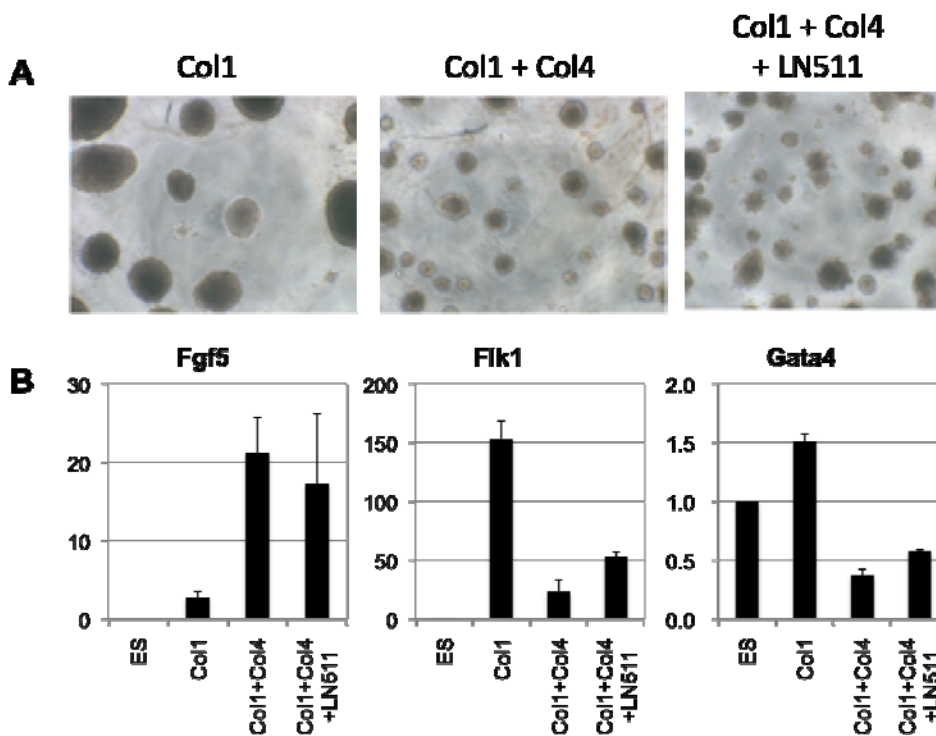 A
Col1
Col1 + Col4
Col1 + Col4
+ LN511
B
Fgf5
30
20
10
0
ES
Col1
Col1+Col4
Col1+Col4
+LN511
Flk1
200
150
100
50
0
ES
Col1
Col1+Col4
Col1+Col4
+LN511
Gata4
2.0
1.5
1.0
0.5
0.0
ES
Col1
Col1+Col4
Col1+Col4
+LN511